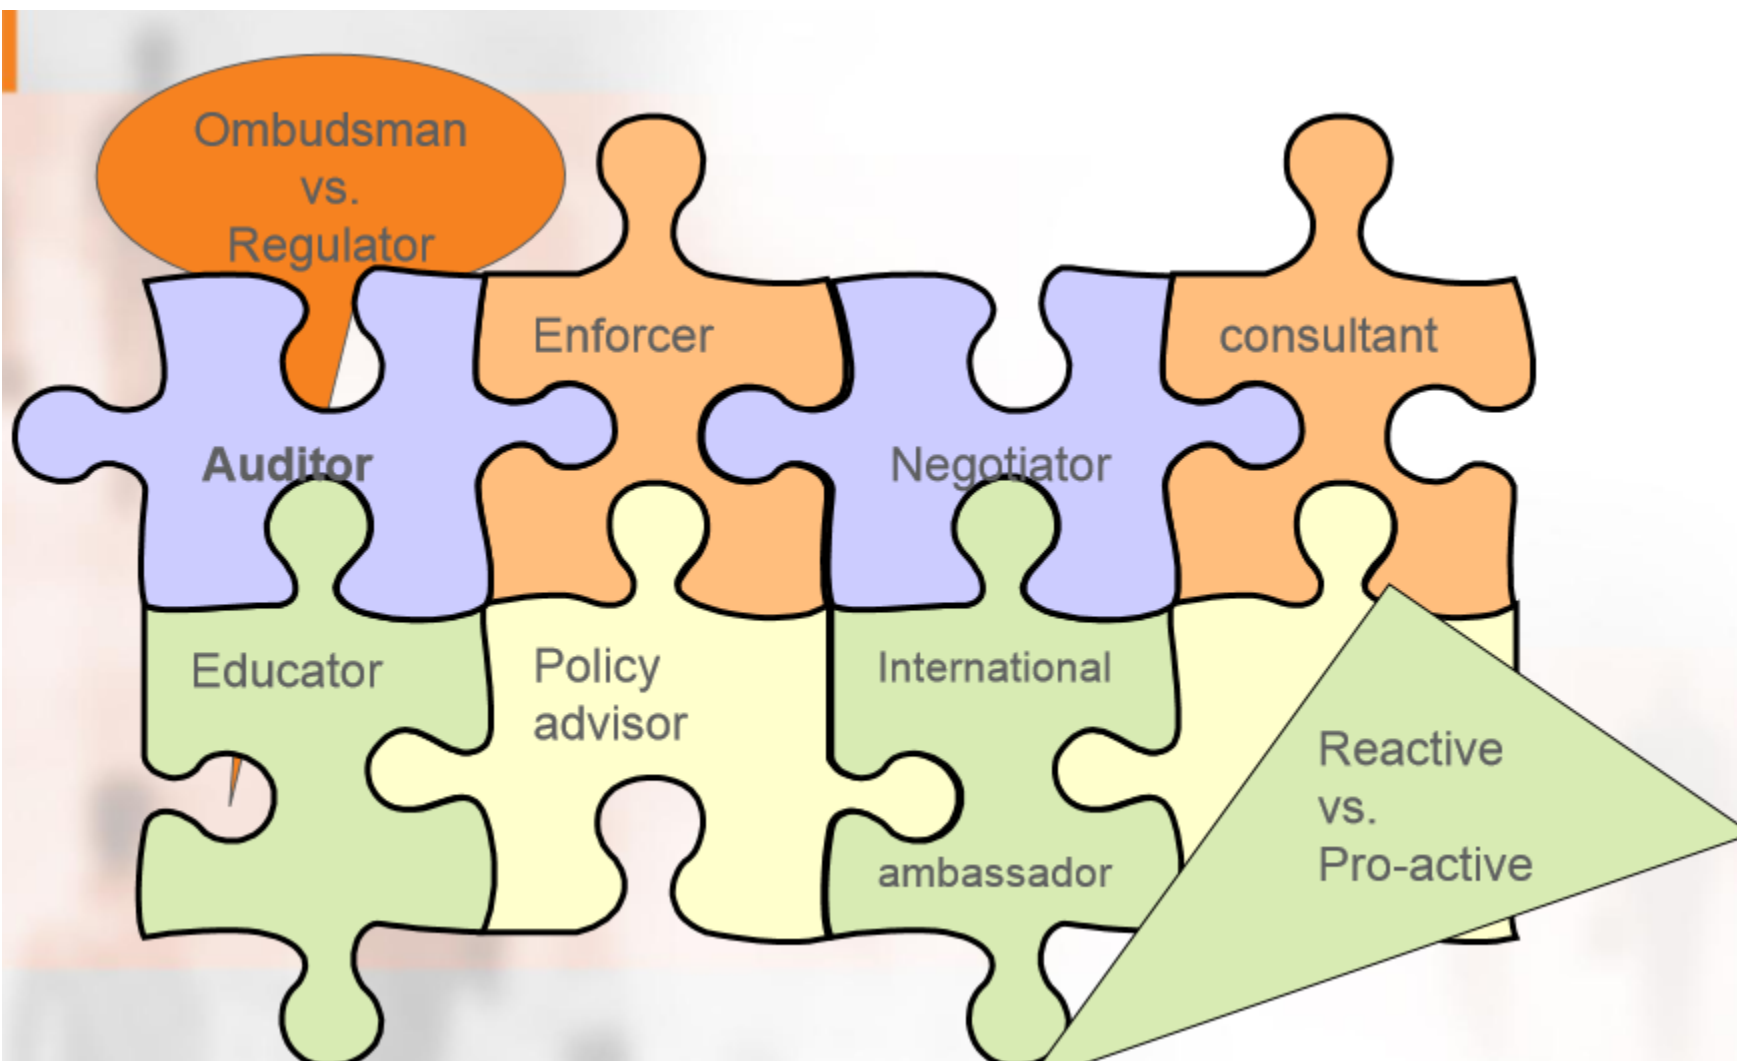 Ombudsman
vs.
Regulator
Enforcer
consultant
Auditor
Negotiator
Educator
Policy
advisor
International
ambassador
Reactive
vs.
Pro-active